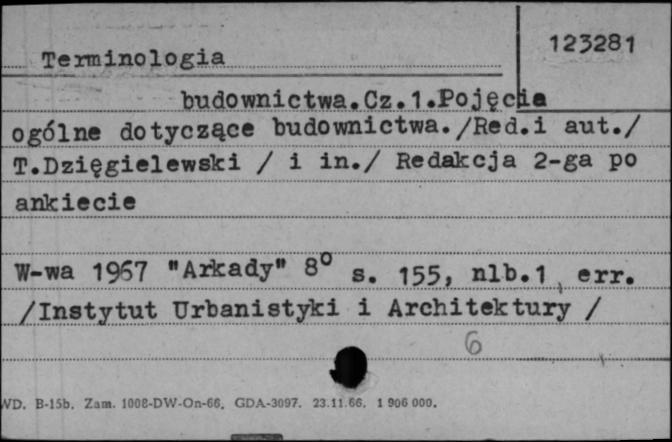 123281
Terminologia
budownictwa.Cz.1.Pojęcia
ogólne dotyczące budownictwa./Red.i aut./
T.Dzięgielewski / i in./ Redakcja 2-ga po
ankiecie
W-wa 1967 "Arkady" 8° s. 155, nlb.1, err.
/Instytut Urbanistyki i Architektury /
6
WD. B-15b. Zam. 1008-DW-On-66. GDA-3097. 23.11.66. 1 906 000.